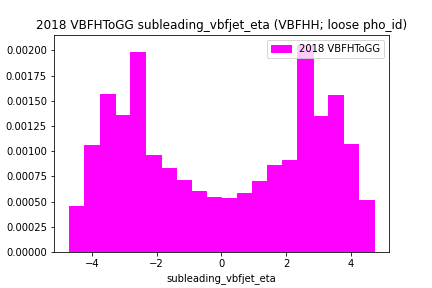 2018 VBFHToGG subleading_vbfjet_eta (VBFHH; loose pho_id)
2018 VBFHToGG
0.00200
0.00175
0.00150
0.00125
0.00100
0.00075
0.00050
0.00025
0.00000
−4 −2 0 2 4
subleading_vbfjet_eta